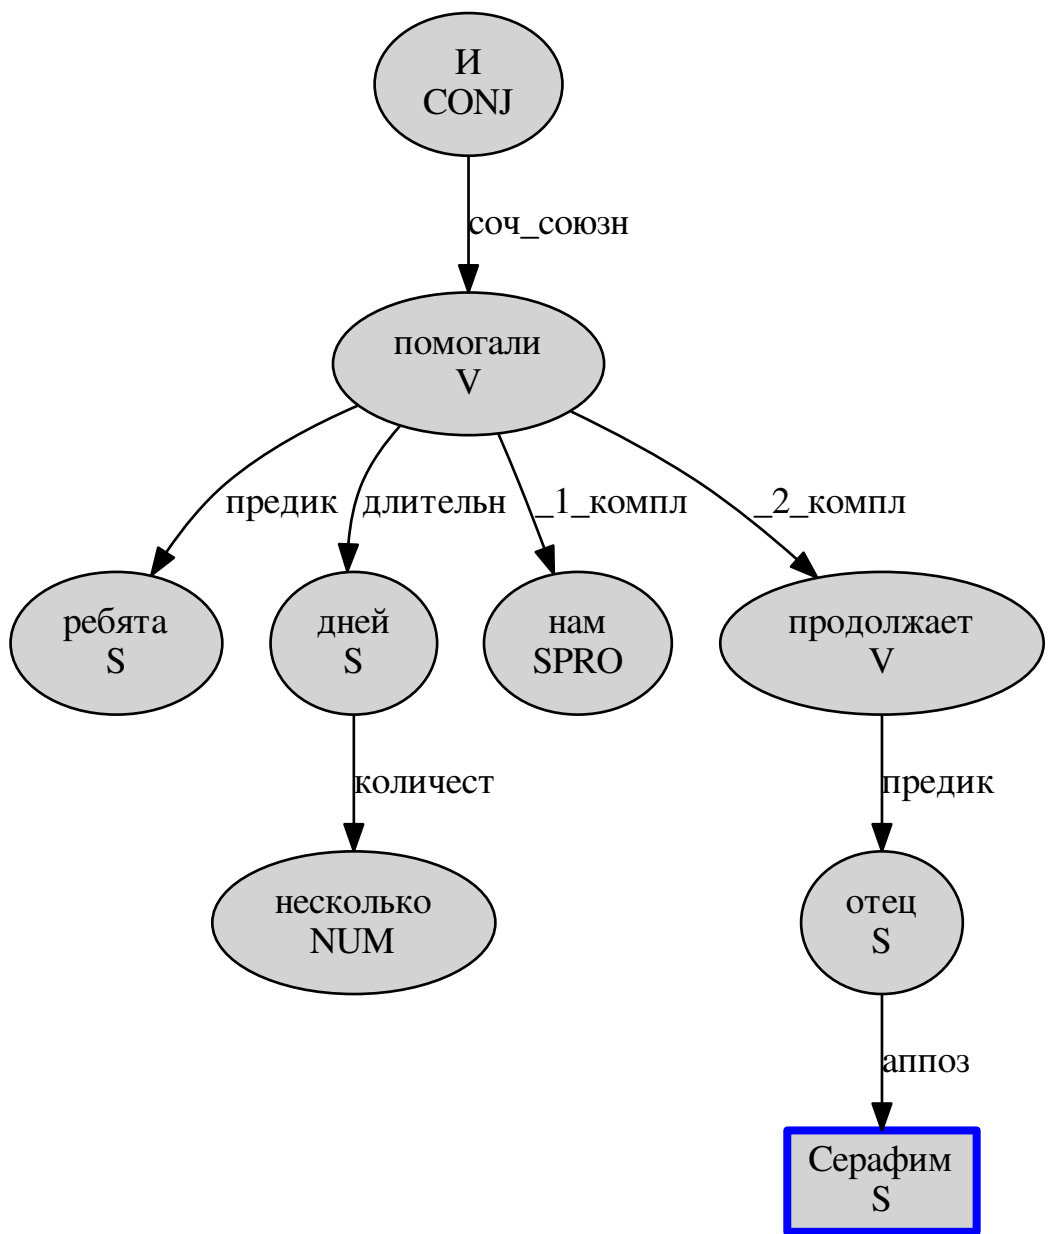 И
CONJ
соч_союзн
помогали
V
предик
длительн
_1_компл
_2_компл
ребята
S
дней
S
нам
SPRO
продолжает
V
количест
предик
несколько
NUM
отец
S
аппоз
Серафим
S